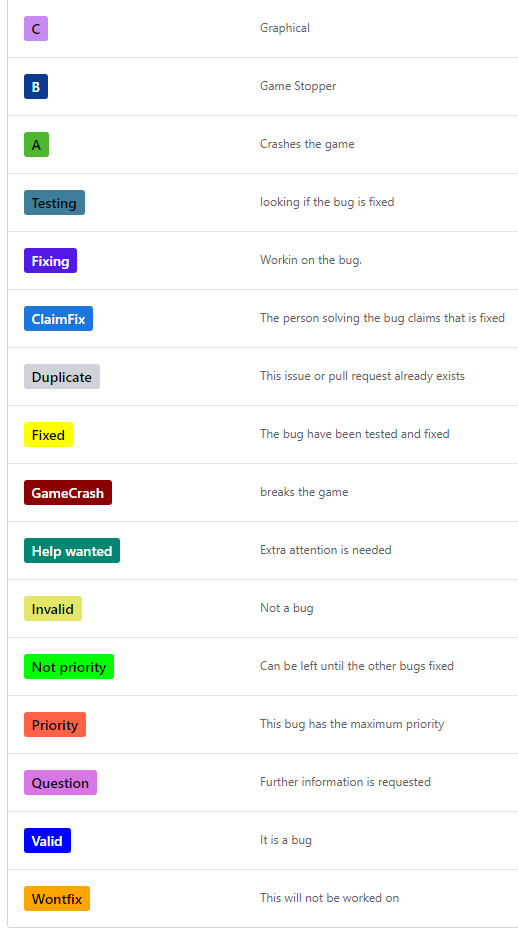 C Graphical
B Game Stopper
A Crashes the game
Testing looking if the bug is fixed
Fixing Workin on the bug.
ClaimFix The person solving the bug claims that is fixed
Duplicate This issue or pull request already exists
Fixed The bug have been tested and fixed
GameCrash breaks the game
Help wanted Extra attention is needed
Invalid Not a bug
Not priority Can be left until the other bugs fixed
Priority This bug has the maximum priority
Question Further information is requested
Valid It is a bug
Wontfix This will not be worked on